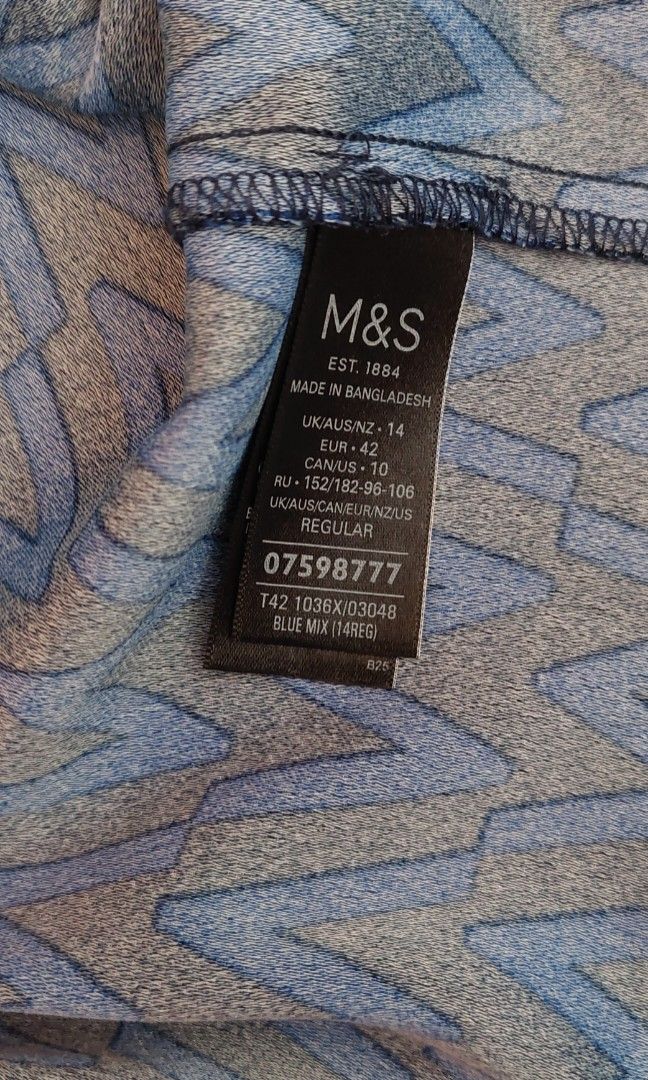 M&S
EST. 1884
MADE IN BANGLADESH
UK/AUS/NZ • 14
EUR • 42
CAN/US • 10
RU • 152/182-96-106
UK/AUS/CAN/EUR/NZ/US
REGULAR
07598777
T42 1036X/03048
BLUE MIX (14REG)
B25